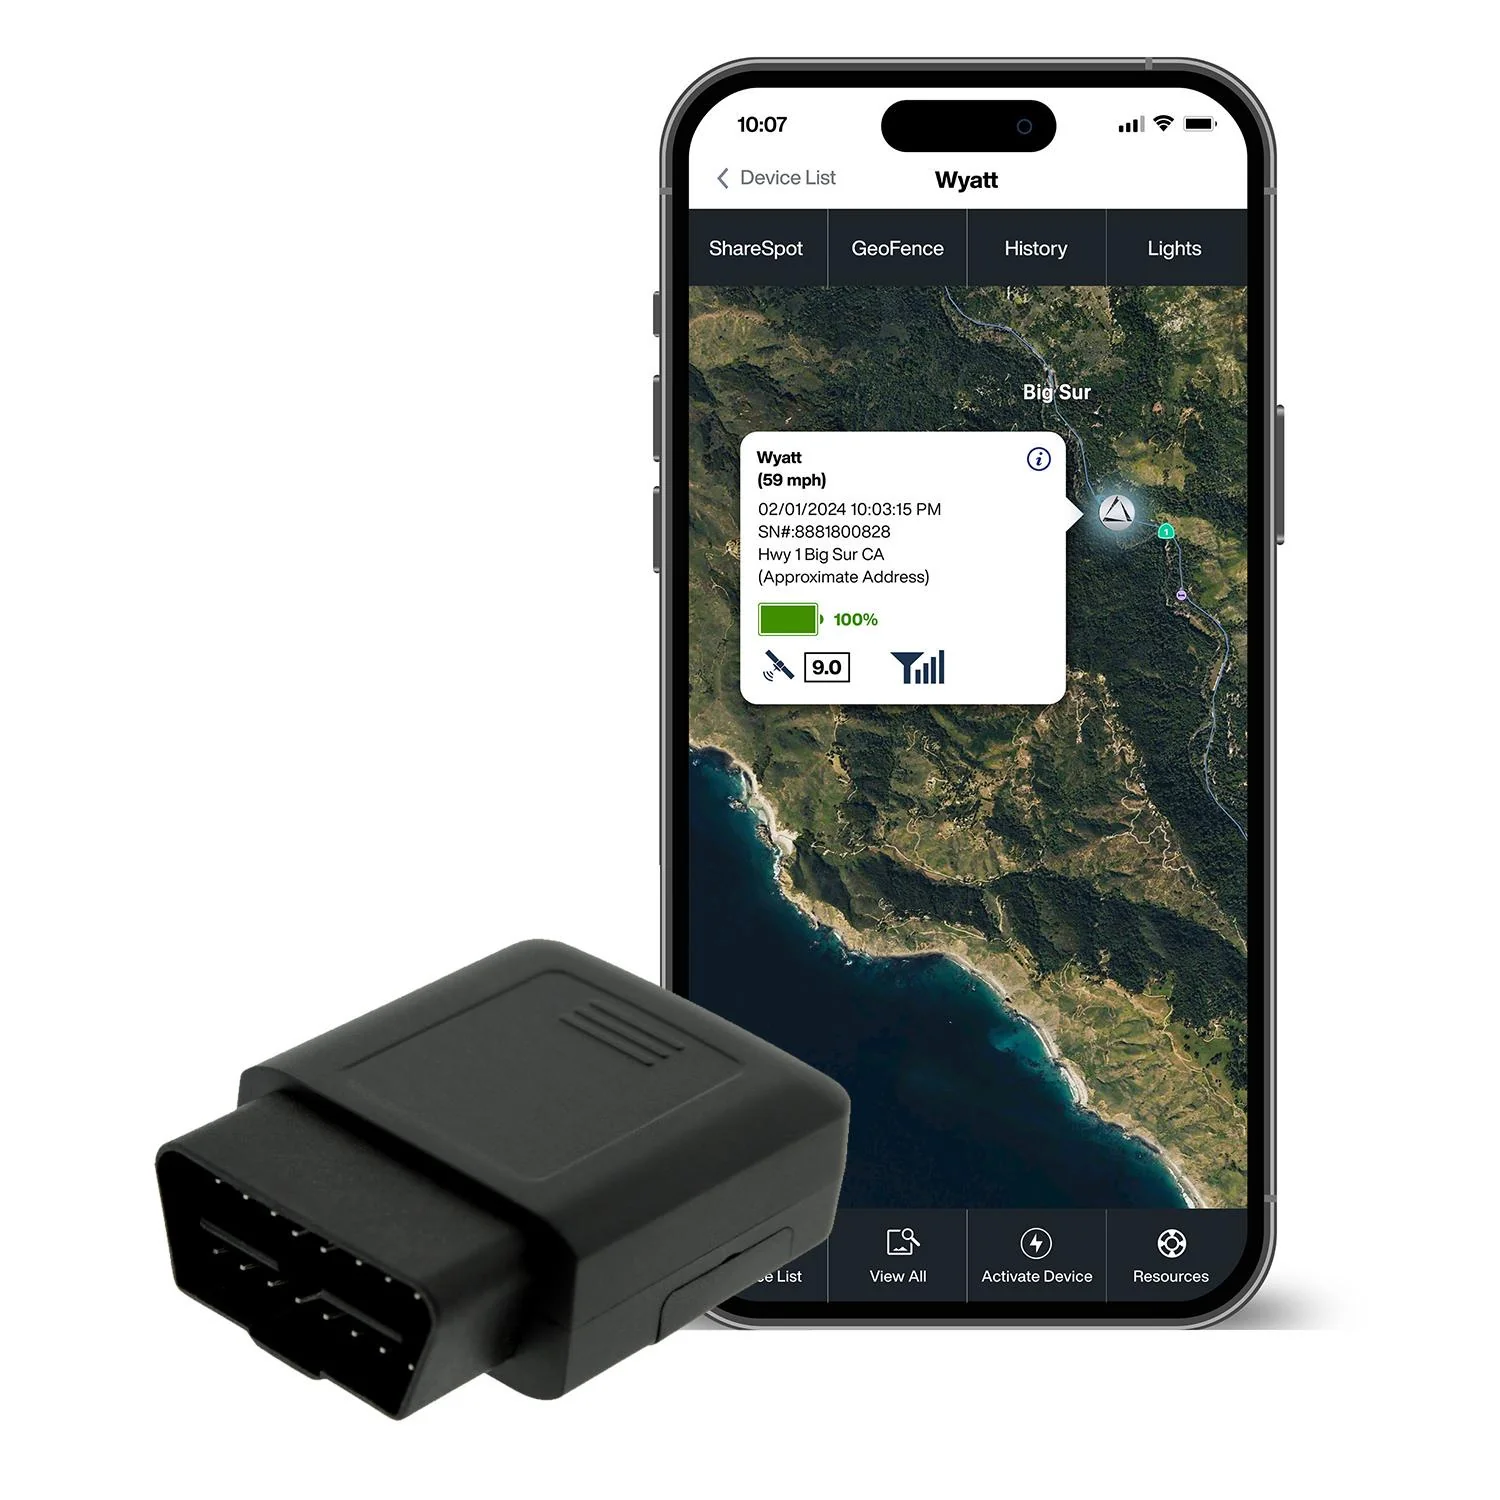 10:07
Device List
Wyatt
ShareSpot GeoFence History Lights
Big Sur
Wyatt
(59 mph)
02/01/2024 10:03:15 PM
SN#:8881800828
Hwy 1 Big Sur CA
(Approximate Address)
100%
9.0
1
List View All Activate Device Resources